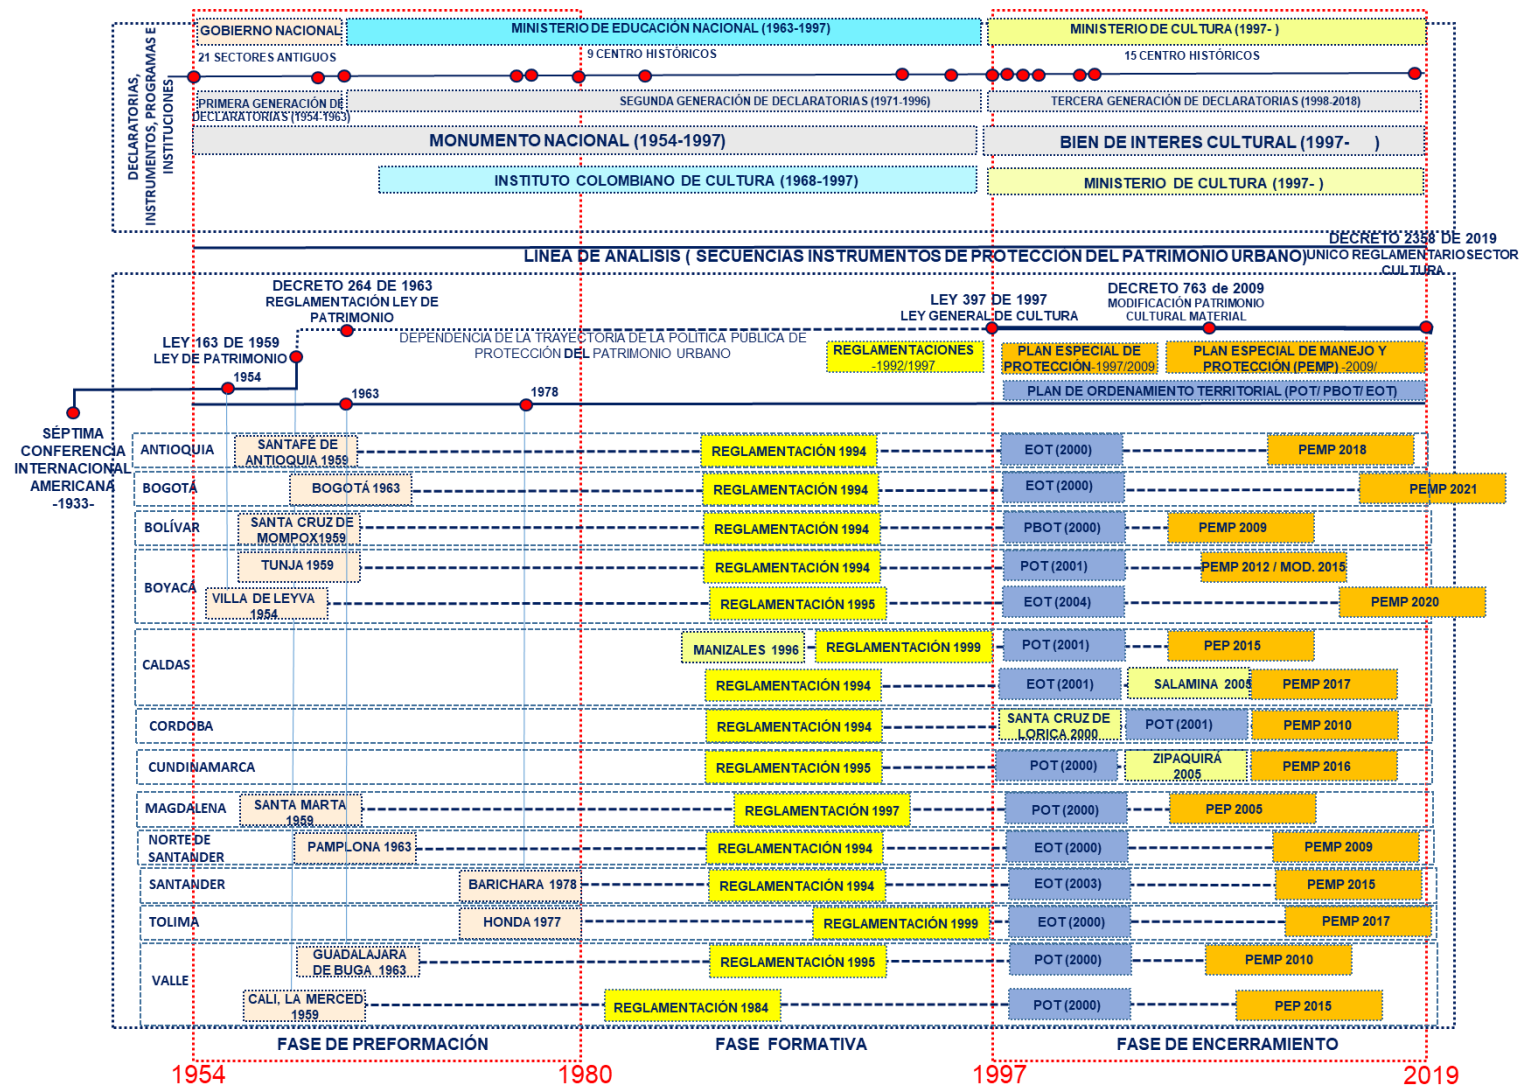 DECLARATORIAS,
INSTRUMENTOS, PROGRAMAS E
INSTITUCIONES
GOBIERNO NACIONAL
MINISTERIO DE EDUCACIÓN NACIONAL (1963-1997)
MINISTERIO DE CULTURA (1997- )
21 SECTORES ANTIGUOS
9 CENTRO HISTÓRICOS
15 CENTRO HISTÓRICOS
PRIMERA GENERACIÓN DE
DECLARATORIAS (1954-1963)
SEGUNDA GENERACIÓN DE DECLARATORIAS (1971-1996)
TERCERA GENERACIÓN DE DECLARATORIAS (1998-2018)
MONUMENTO NACIONAL (1954-1997)
BIEN DE INTERES CULTURAL (1997- )
INSTITUTO COLOMBIANO DE CULTURA (1968-1997)
MINISTERIO DE CULTURA (1997- )
LINEA DE ANALISIS ( SECUENCIAS INSTRUMENTOS DE PROTECCIÓN DEL PATRIMONIO URBANO)
DECRETO 2358 DE 2019
UNICO REGLAMENTARIO SECTOR
CULTURA
DECRETO 264 DE 1963
REGLAMENTACIÓN LEY DE
PATRIMONIO
LEY 397 DE 1997
LEY GENERAL DE CULTURA
DECRETO 763 de 2009
MODIFICACIÓN PATRIMONIO
CULTURAL MATERIAL
LEY 163 DE 1959
LEY DE PATRIMONIO
DEPENDENCIA DE LA TRAYECTORIA DE LA POLÍTICA PÚBLICA DE
PROTECCIÓN DEL PATRIMONIO URBANO
REGLAMENTACIONES
-1992/1997
PLAN ESPECIAL DE
PROTECCIÓN-1997/2009
PLAN ESPECIAL DE MANEJO Y
PROTECCIÓN (PEMP) -2009/
PLAN DE ORDENAMIENTO TERRITORIAL (POT/ PBOT/ EOT)
1954
1963
1978
SÉPTIMA
CONFERENCIA
INTERNACIONAL
AMERICANA
-1933-
ANTIOQUIA
SANTAFÉ DE
ANTIOQUIA 1959
REGLAMENTACIÓN 1994
EOT (2000)
PEMP 2018
BOGOTÁ
BOGOTÁ 1963
REGLAMENTACIÓN 1994
EOT (2000)
PEMP 2021
BOLÍVAR
SANTA CRUZ DE
MOMPOX1959
REGLAMENTACIÓN 1994
PBOT (2000)
PEMP 2009
BOYACÁ
TUNJA 1959
REGLAMENTACIÓN 1994
POT (2001)
PEMP 2012 / MOD. 2015
VILLA DE LEYVA
1954
REGLAMENTACIÓN 1995
EOT (2004)
PEMP 2020
CALDAS
MANIZALES 1996
REGLAMENTACIÓN 1999
POT (2001)
PEP 2015
REGLAMENTACIÓN 1994
EOT (2001)
SALAMINA 2005
PEMP 2017
CORDOBA
REGLAMENTACIÓN 1994
SANTA CRUZ DE
LORICA 2000
POT (2001)
PEMP 2010
CUNDINAMARCA
REGLAMENTACIÓN 1995
POT (2000)
ZIPAQUIRÁ
2005
PEMP 2016
MAGDALENA
SANTA MARTA
1959
REGLAMENTACIÓN 1997
POT (2000)
PEP 2005
NORTE DE
SANTANDER
PAMPLONA 1963
REGLAMENTACIÓN 1994
EOT (2000)
PEMP 2009
SANTANDER
BARICHARA 1978
REGLAMENTACIÓN 1994
EOT (2003)
PEMP 2015
TOLIMA
HONDA 1977
REGLAMENTACIÓN 1999
EOT (2000)
PEMP 2017
VALLE
GUADALAJARA
DE BUGA 1963
REGLAMENTACIÓN 1995
POT (2000)
PEMP 2010
CALI, LA MERCED
1959
REGLAMENTACIÓN 1984
POT (2000)
PEP 2015
FASE DE PREFORMACIÓN
FASE FORMATIVA
FASE DE ENCERRAMIENTO
1954
1980
1997
2019